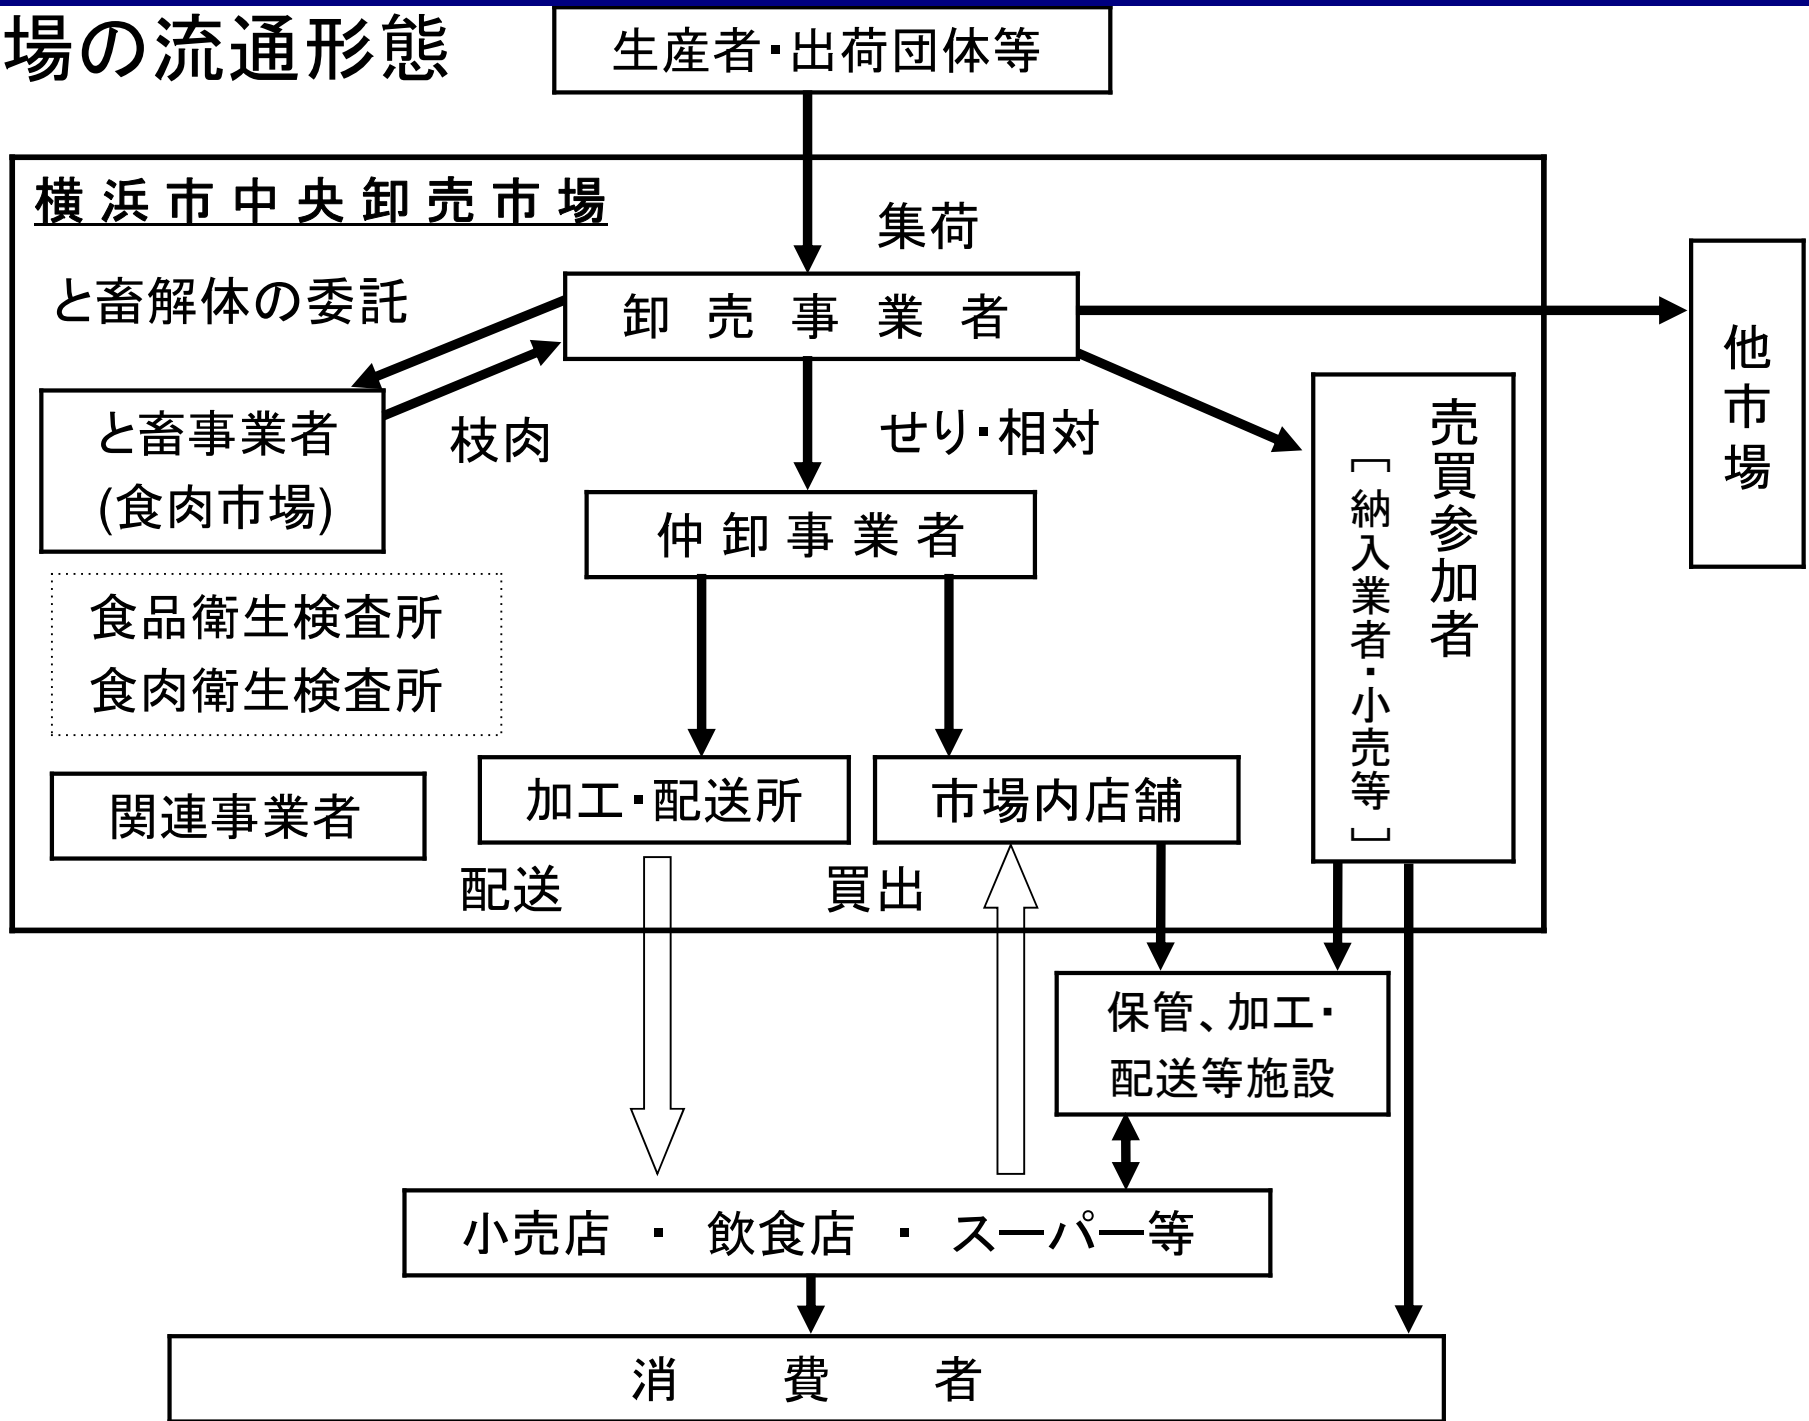 場の流通形態
生産者・出荷団体等
横浜市中央卸売市場
集荷
と畜解体の委託
卸売事業者
他市場
と畜事業者
(食肉市場)
枝肉
せり・相対
売買参加者
［納入業者・小売等］
仲卸事業者
食品衛生検査所
食肉衛生検査所
関連事業者
加工・配送所
市場内店舗
配送
買出
保管、加工・
配送等施設
小売店 ・ 飲食店 ・ スーパー等
消費者